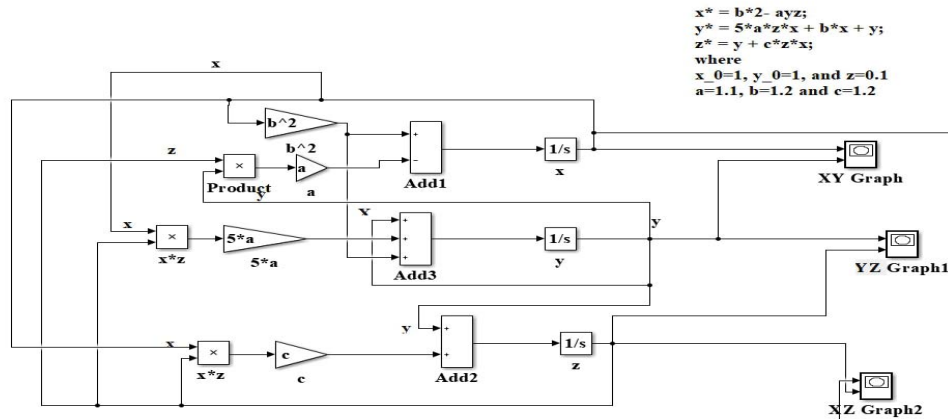 x* = b*2- ayz;
y* = 5*a*z*x + b*x + y;
z* = y + c*z*x;
where
x_0=1, y_0=1, and z=0.1
a=1.1, b=1.2 and c=1.2
x
b^2
b^2
z
×
Product
a
a
y
+
−
Add1
1/s
x
XY Graph
x
×
x*z
5*a
5*a
x
+
+
+
Add3
1/s
y
y
YZ Graph1
x
×
x*z
c
c
y
+
+
Add2
1/s
z
XZ Graph2